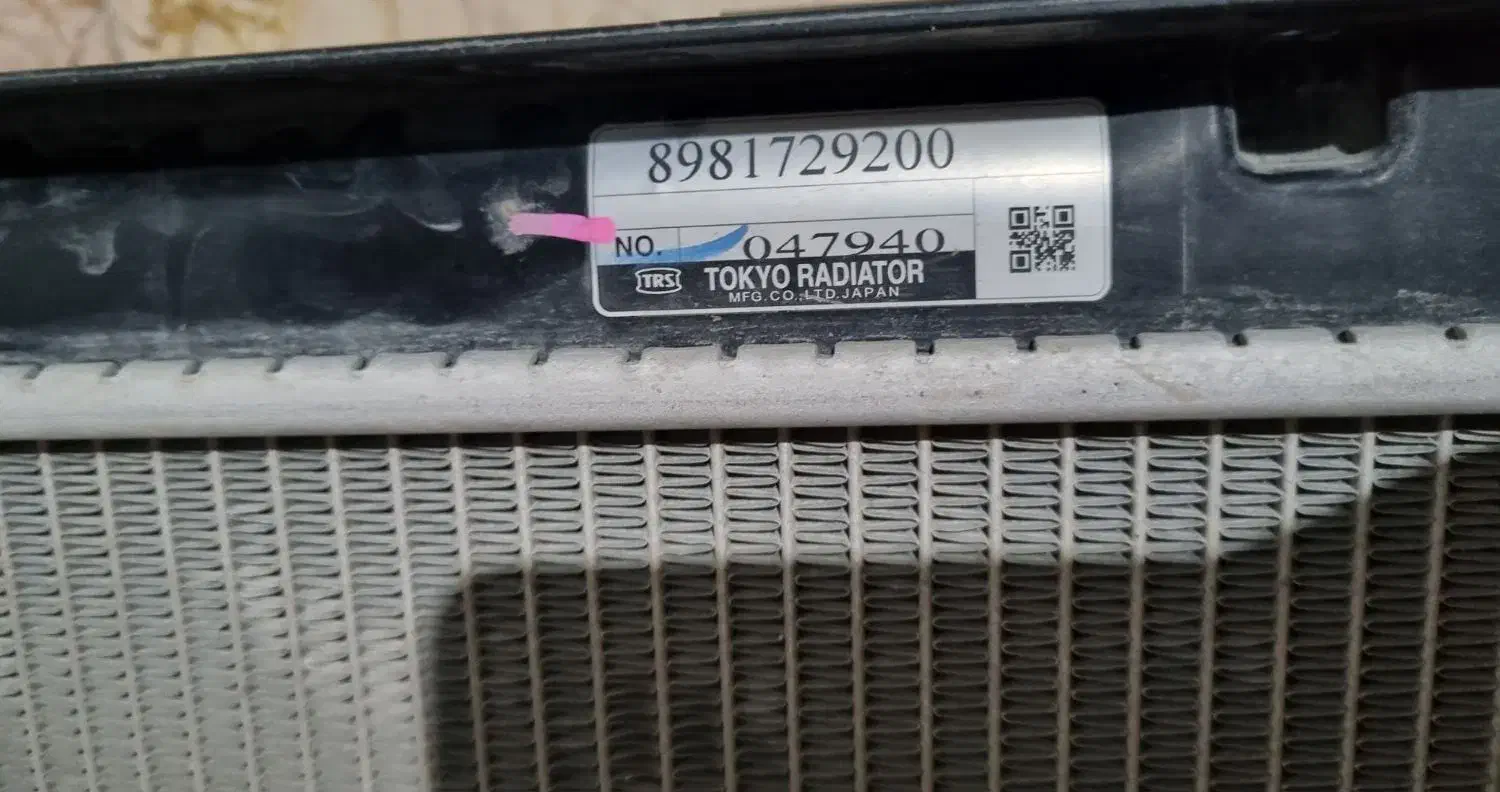 8981729200
NO. 047940
TRS TOKYO RADIATOR
MFG.CO.,LTD.JAPAN